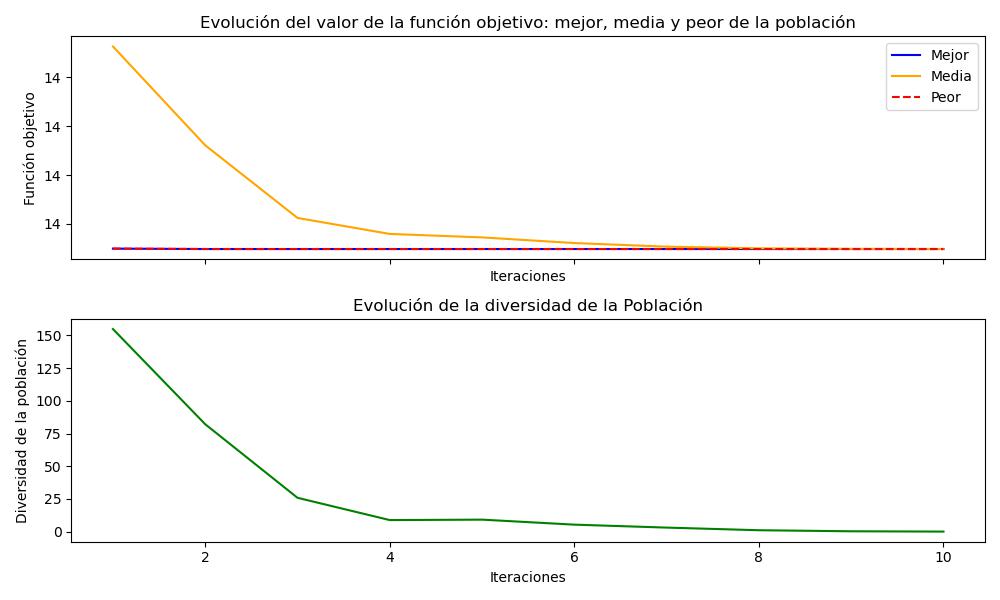 Evolución del valor de la función objetivo: mejor, media y peor de la población
Función objetivo
14
14
14
14
Mejor
Media
Peor
Iteraciones
Evolución de la diversidad de la Población
Diversidad de la población
150
125
100
75
50
25
0
2
4
6
8
10
Iteraciones